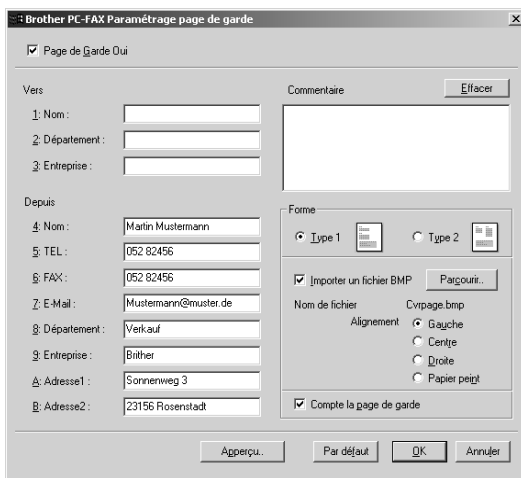 Brother PC-FAX Paramétrage page de garde
Page de Garde Oui
Vers
1: Nom :
2: Département :
3: Entreprise :
Commentaire
Effacer
Depuis
4: Nom : Martin Mustermann
5: TEL : 052 82456
6: FAX : 052 82456
7: E-Mail : Mustermann@muster.de
8: Département : Verkauf
9: Entreprise : Brither
A: Adresse1 : Sonnenweg 3
B: Adresse2 : 23156 Rosenstadt
Forme
Type 1 Type 2
Importer un fichier BMP Parcourir..
Nom de fichier Cvrpage.bmp
Alignement Gauche
Centre
Droite
Papier peint
Compte la page de garde
Apperçu.. Par défaut OK Annuler